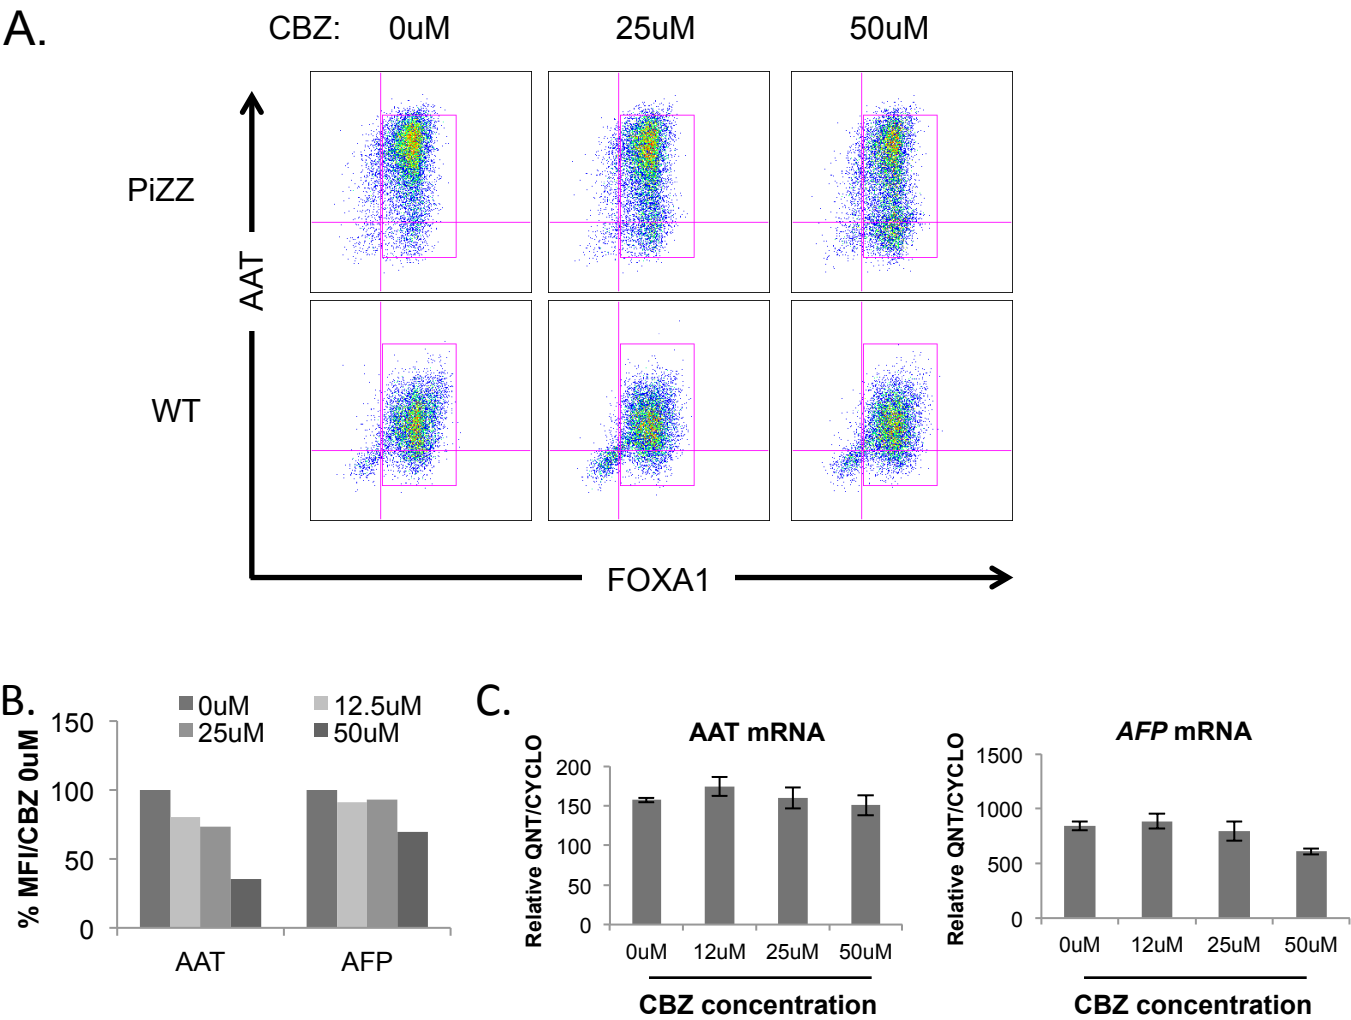 A.
CBZ: 0uM 25uM 50uM
PiZZ
AAT
WT
FOXA1
B.
0uM 12.5uM
25uM 50uM
% MFI/CBZ 0uM
150
100
50
0
AAT AFP
C.
AAT mRNA
Relative QNT/CYCLO
200
150
100
50
0
0uM 12uM 25uM 50uM
CBZ concentration
AFP mRNA
Relative QNT/CYCLO
1500
1000
500
0
0uM 12uM 25uM 50uM
CBZ concentration